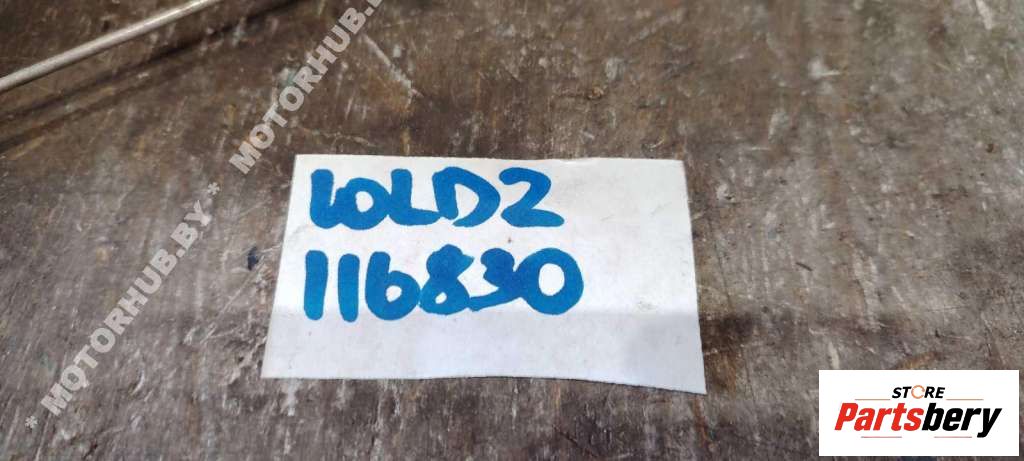 * MOTORHUB.BY * MOTORHUB.BY
10LD2
116830
STORE
Partsbery